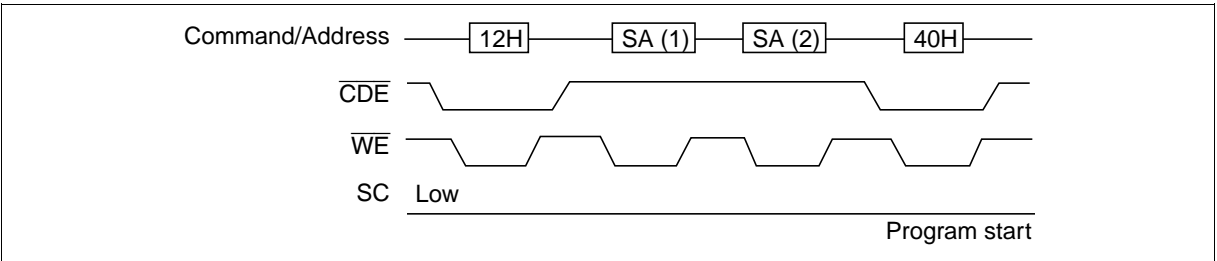 Command/Address 12H SA (1) SA (2) 40H
CDE
WE
SC Low
Program start